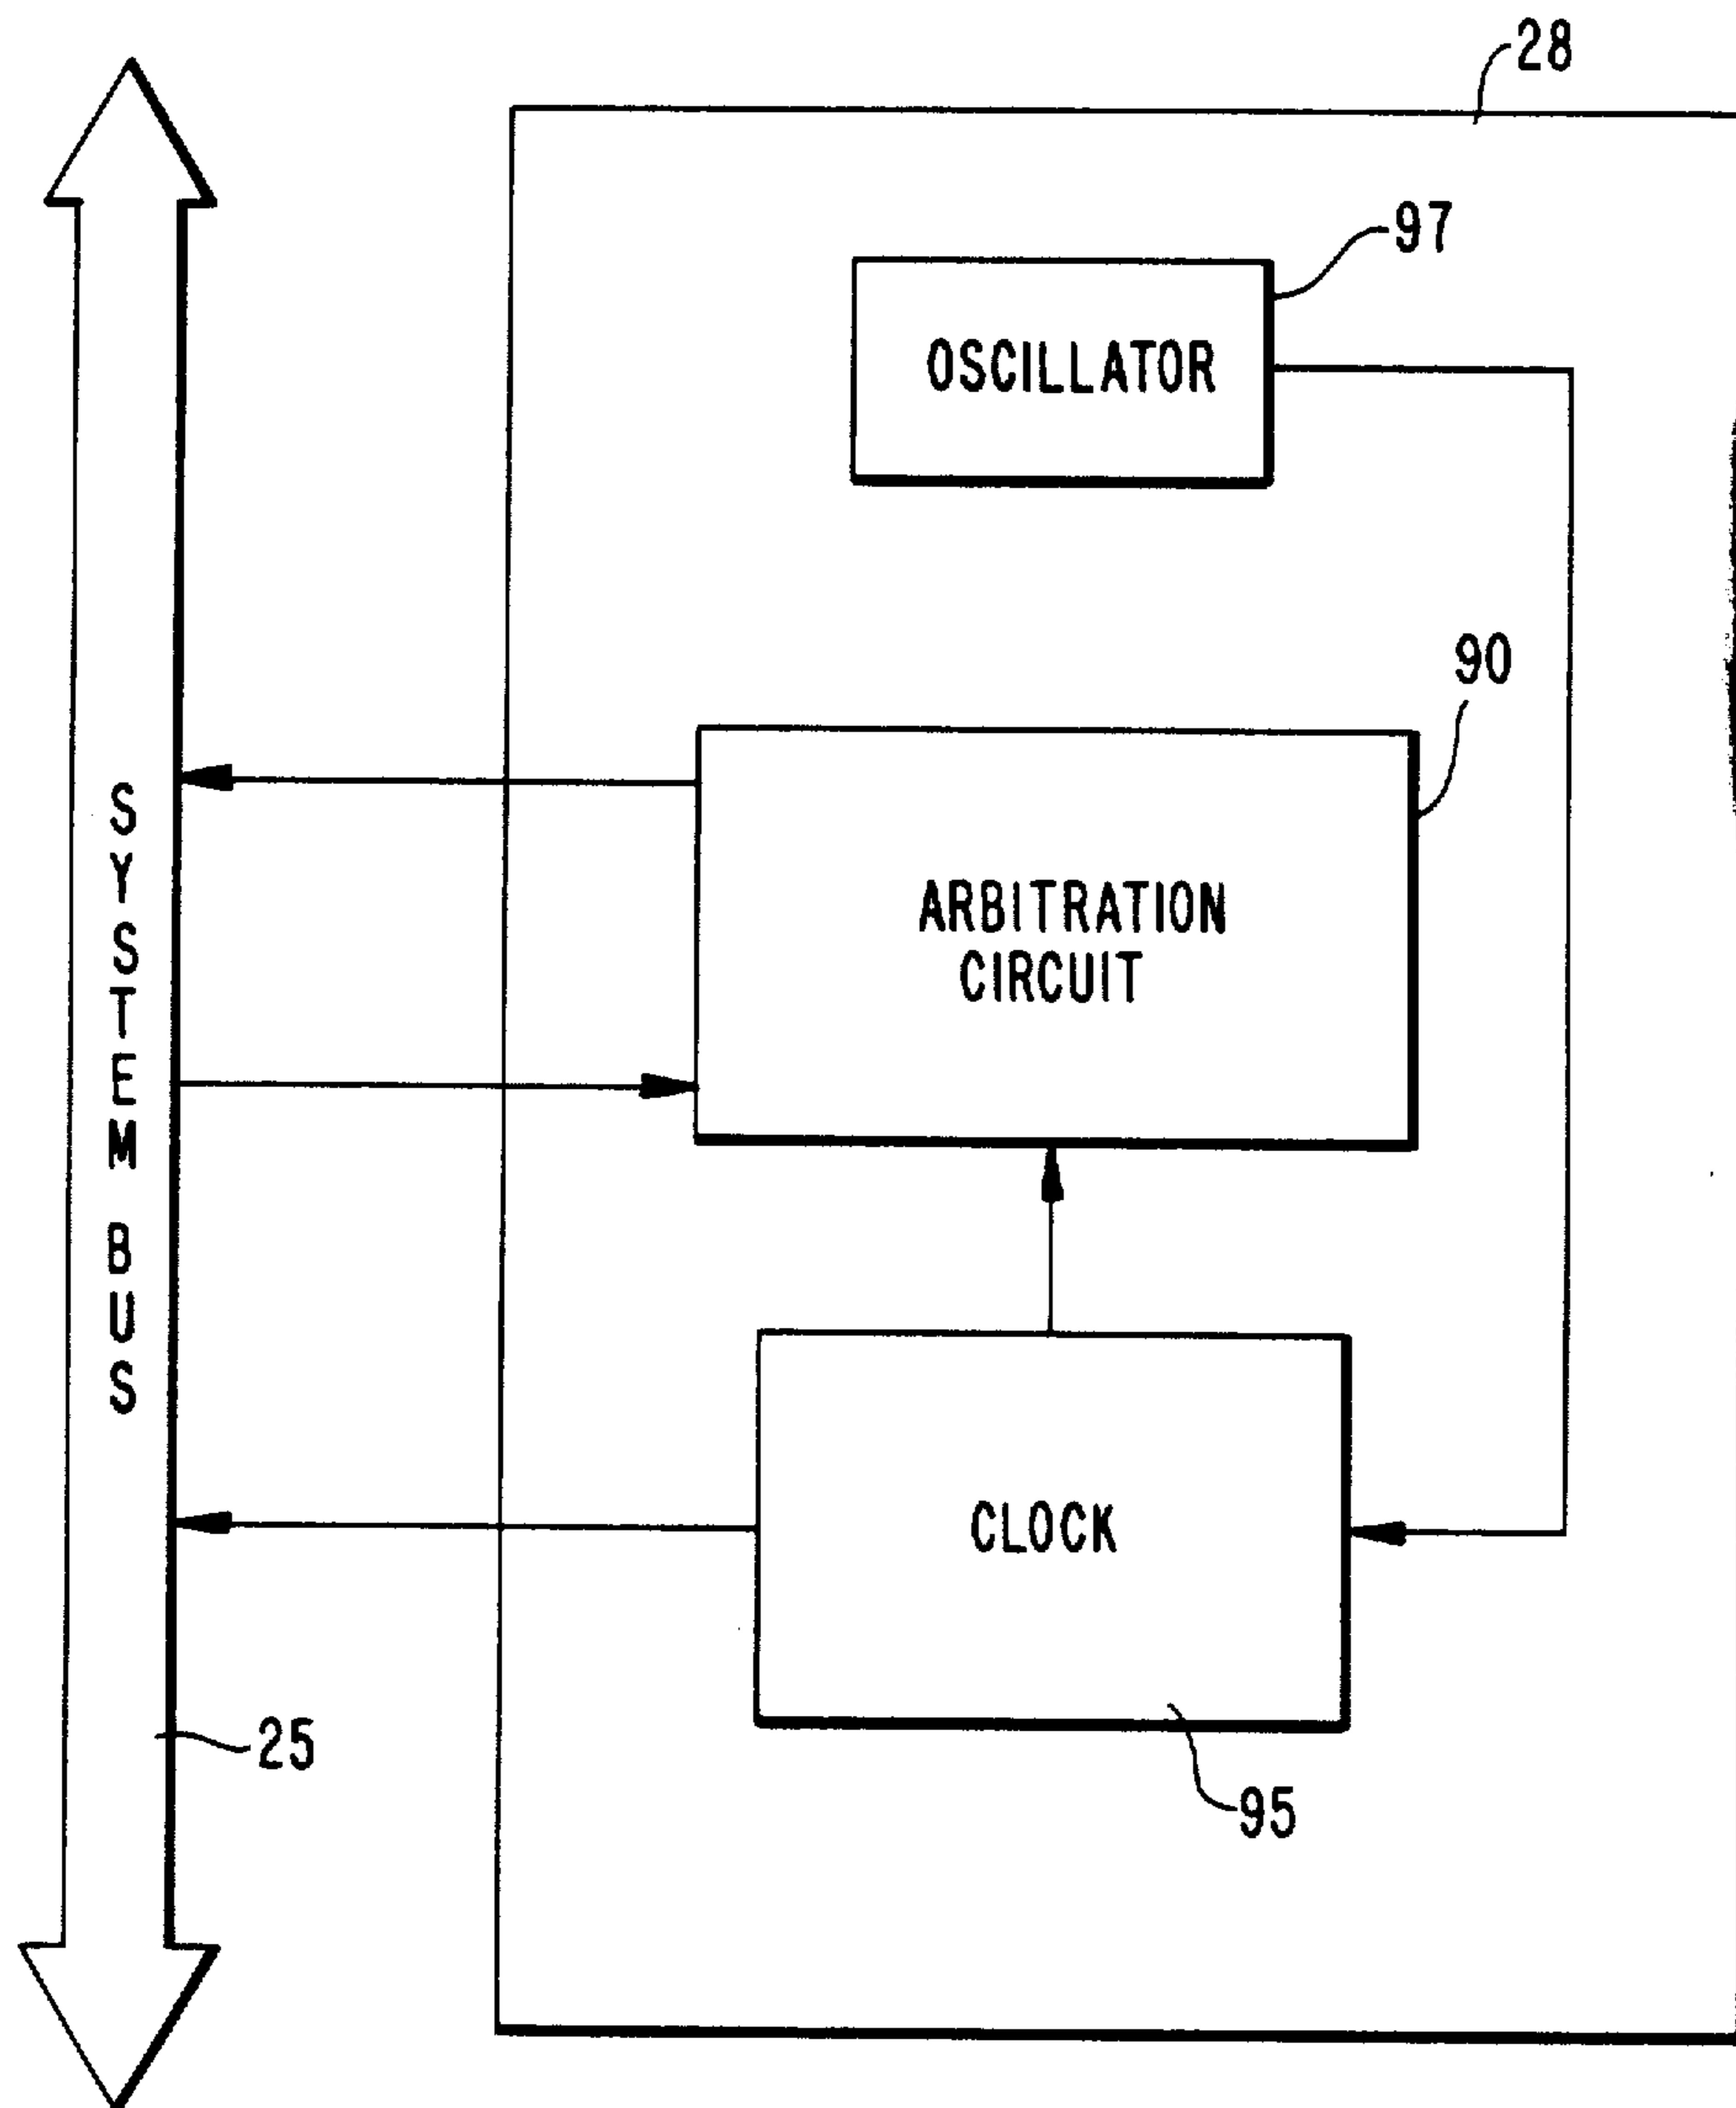 28
97
OSCILLATOR
90
ARBITRATION
CIRCUIT
SYSTEM BUS
CLOCK
25
95